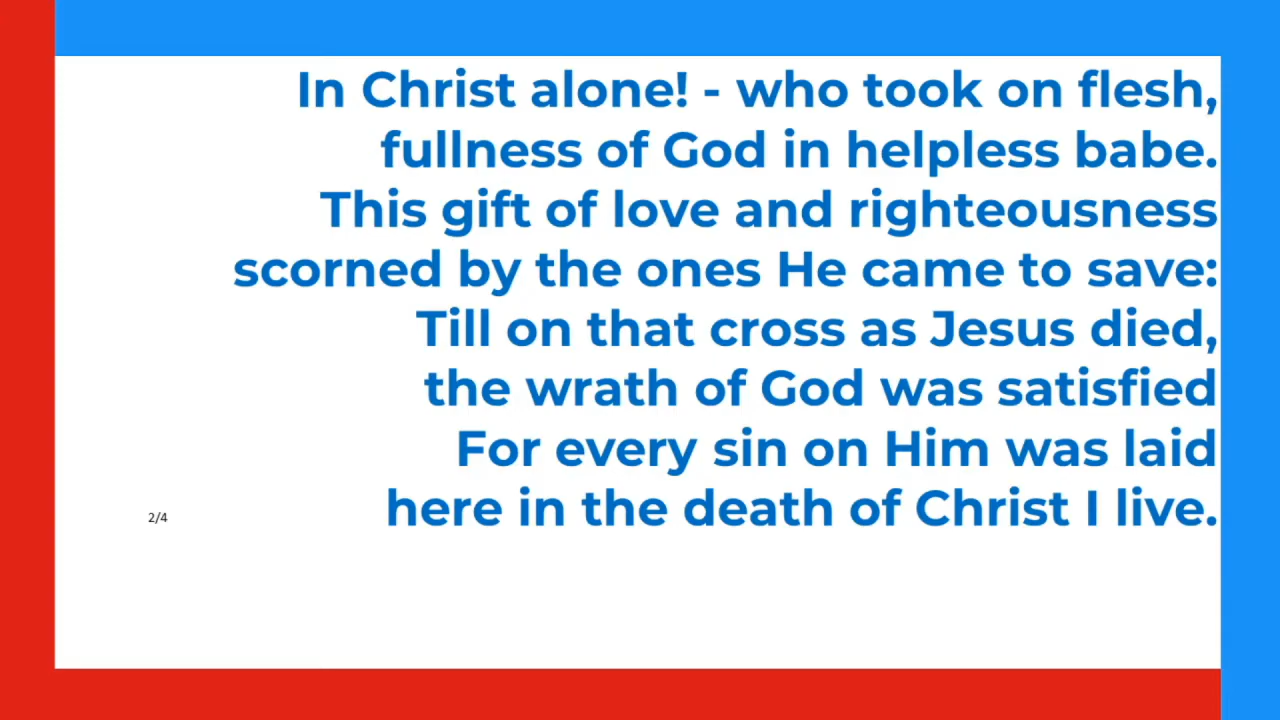 In Christ alone! - who took on flesh,
fullness of God in helpless babe.
This gift of love and righteousness
scorned by the ones He came to save:
Till on that cross as Jesus died,
the wrath of God was satisfied
For every sin on Him was laid
here in the death of Christ I live.
2/4